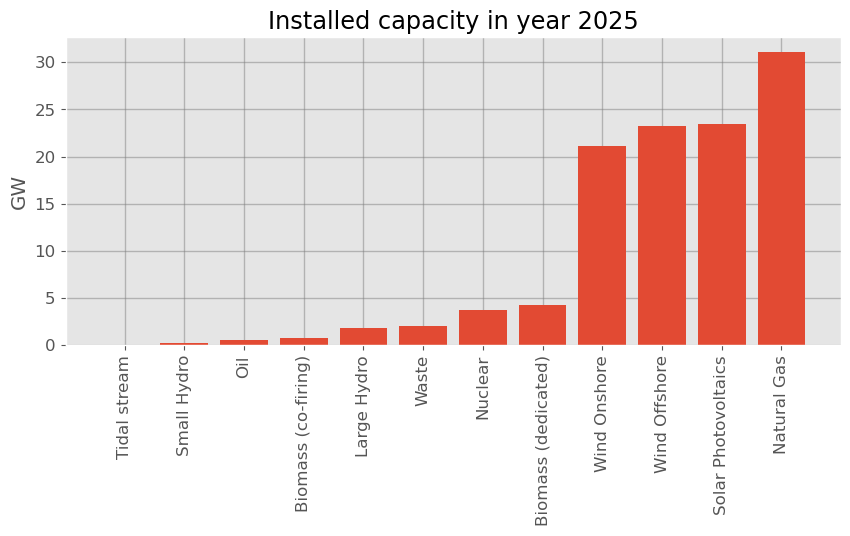 Installed capacity in year 2025
GW
30
25
20
15
10
5
0
Tidal stream
Small Hydro
Oil
Biomass (co-firing)
Large Hydro
Waste
Nuclear
Biomass (dedicated)
Wind Onshore
Wind Offshore
Solar Photovoltaics
Natural Gas